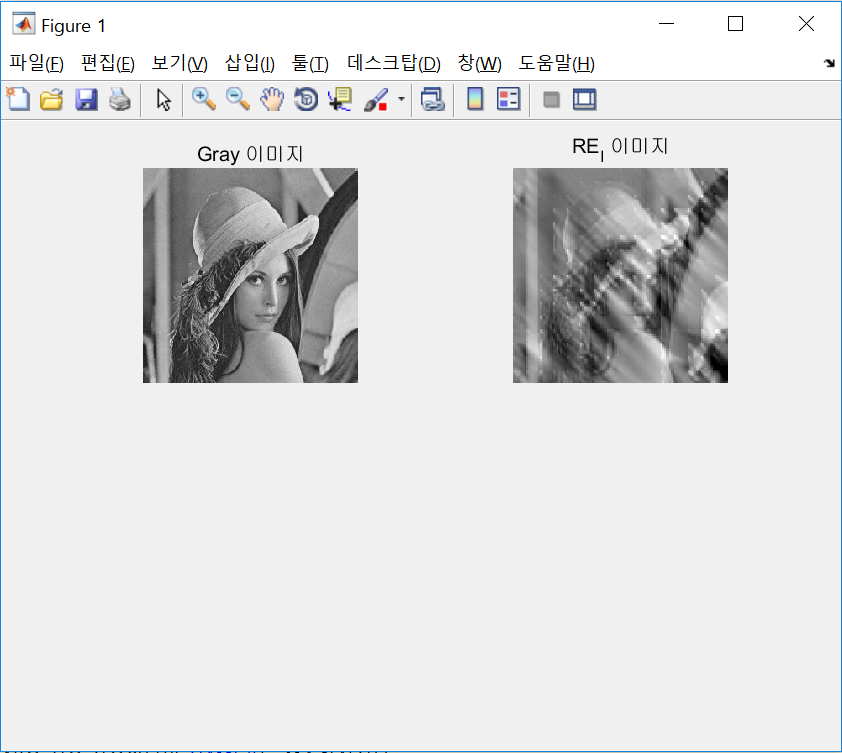 Figure 1
파일(F) 편집(E) 보기(V) 삽입(I) 툴(T) 데스크탑(D) 창(W) 도움말(H)
Gray 이미지
RE_I 이미지